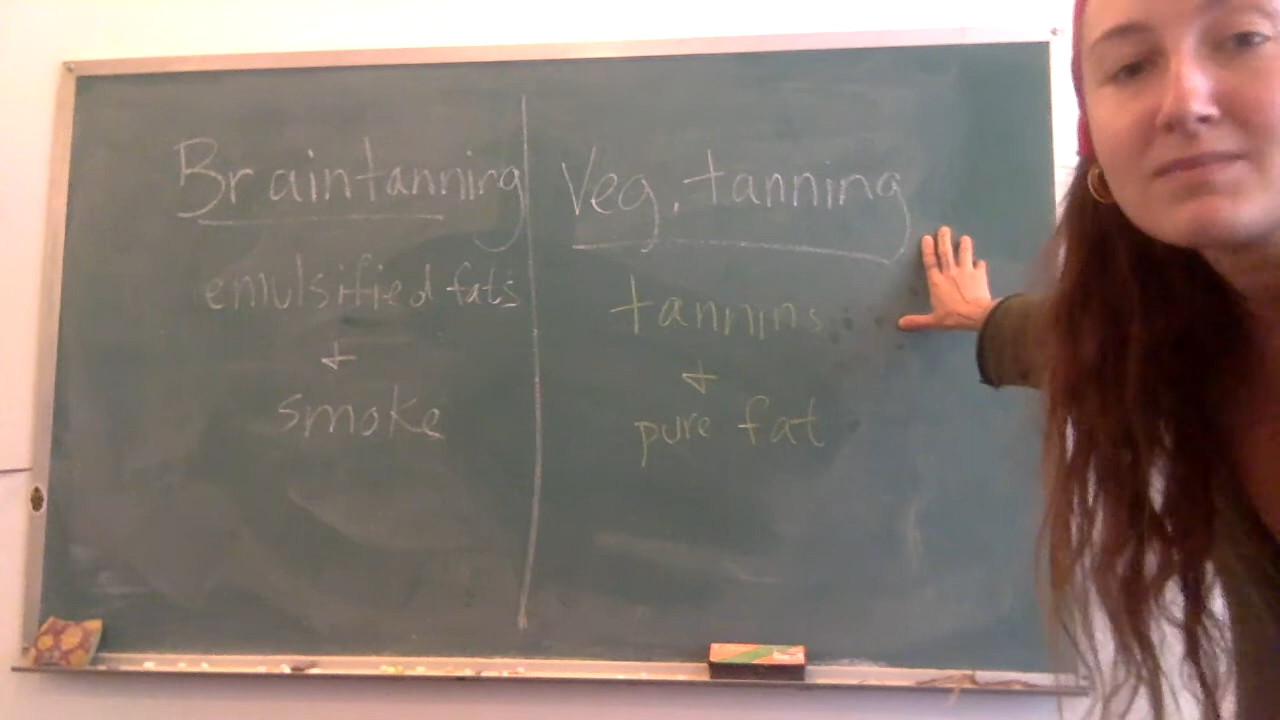 Braintanning
emulsified fats
+
smoke
Veg. tanning
tannins
+
pure fat